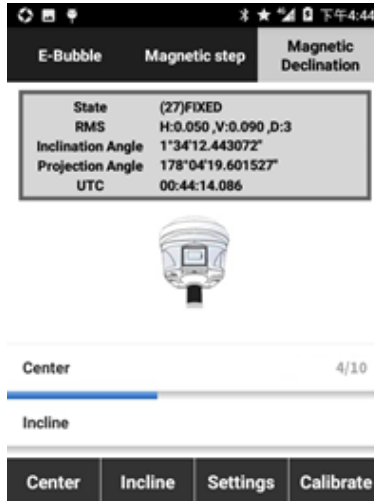 下午4:44
E-Bubble Magnetic step Magnetic Declination
State (27)FIXED
RMS H:0.050 ,V:0.090 ,D:3
Inclination Angle 1°34'12.443072"
Projection Angle 178°04'19.601527"
UTC 00:44:14.086
Center 4/10
Incline
Center Incline Settings Calibrate